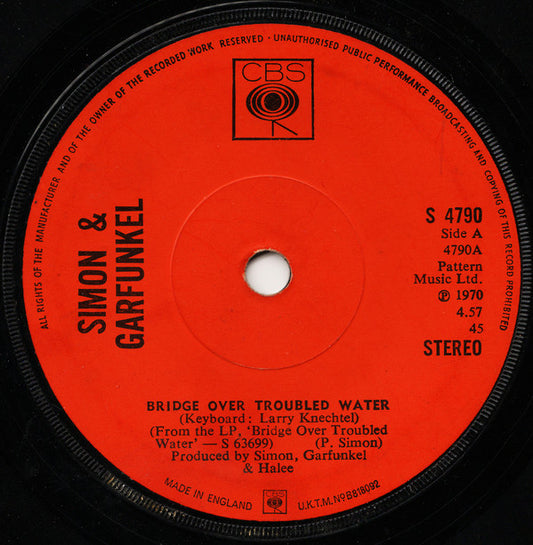 ALL RIGHTS OF THE MANUFACTURER AND OF THE OWNER OF THE RECORDED WORK RESERVED · UNAUTHORISED PUBLIC PERFORMANCE BROADCASTING AND COPYING OF THIS RECORD PROHIBITED
CBS
SIMON &
GARFUNKEL
S 4790
Side A
4790A
Pattern
Music Ltd.
℗ 1970
4.57
45
STEREO
BRIDGE OVER TROUBLED WATER
(Keyboard: Larry Knechtel)
(From the LP, 'Bridge Over Troubled
Water' — S 63699) (P. Simon)
Produced by Simon, Garfunkel
& Halee
MADE IN ENGLAND CBS U.K.T.M. No B818092